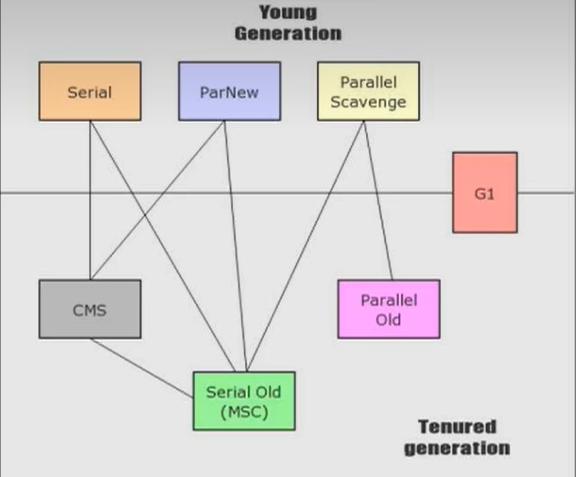 Young
Generation
Serial
ParNew
Parallel
Scavenge
G1
CMS
Parallel
Old
Serial Old
(MSC)
Tenured
generation